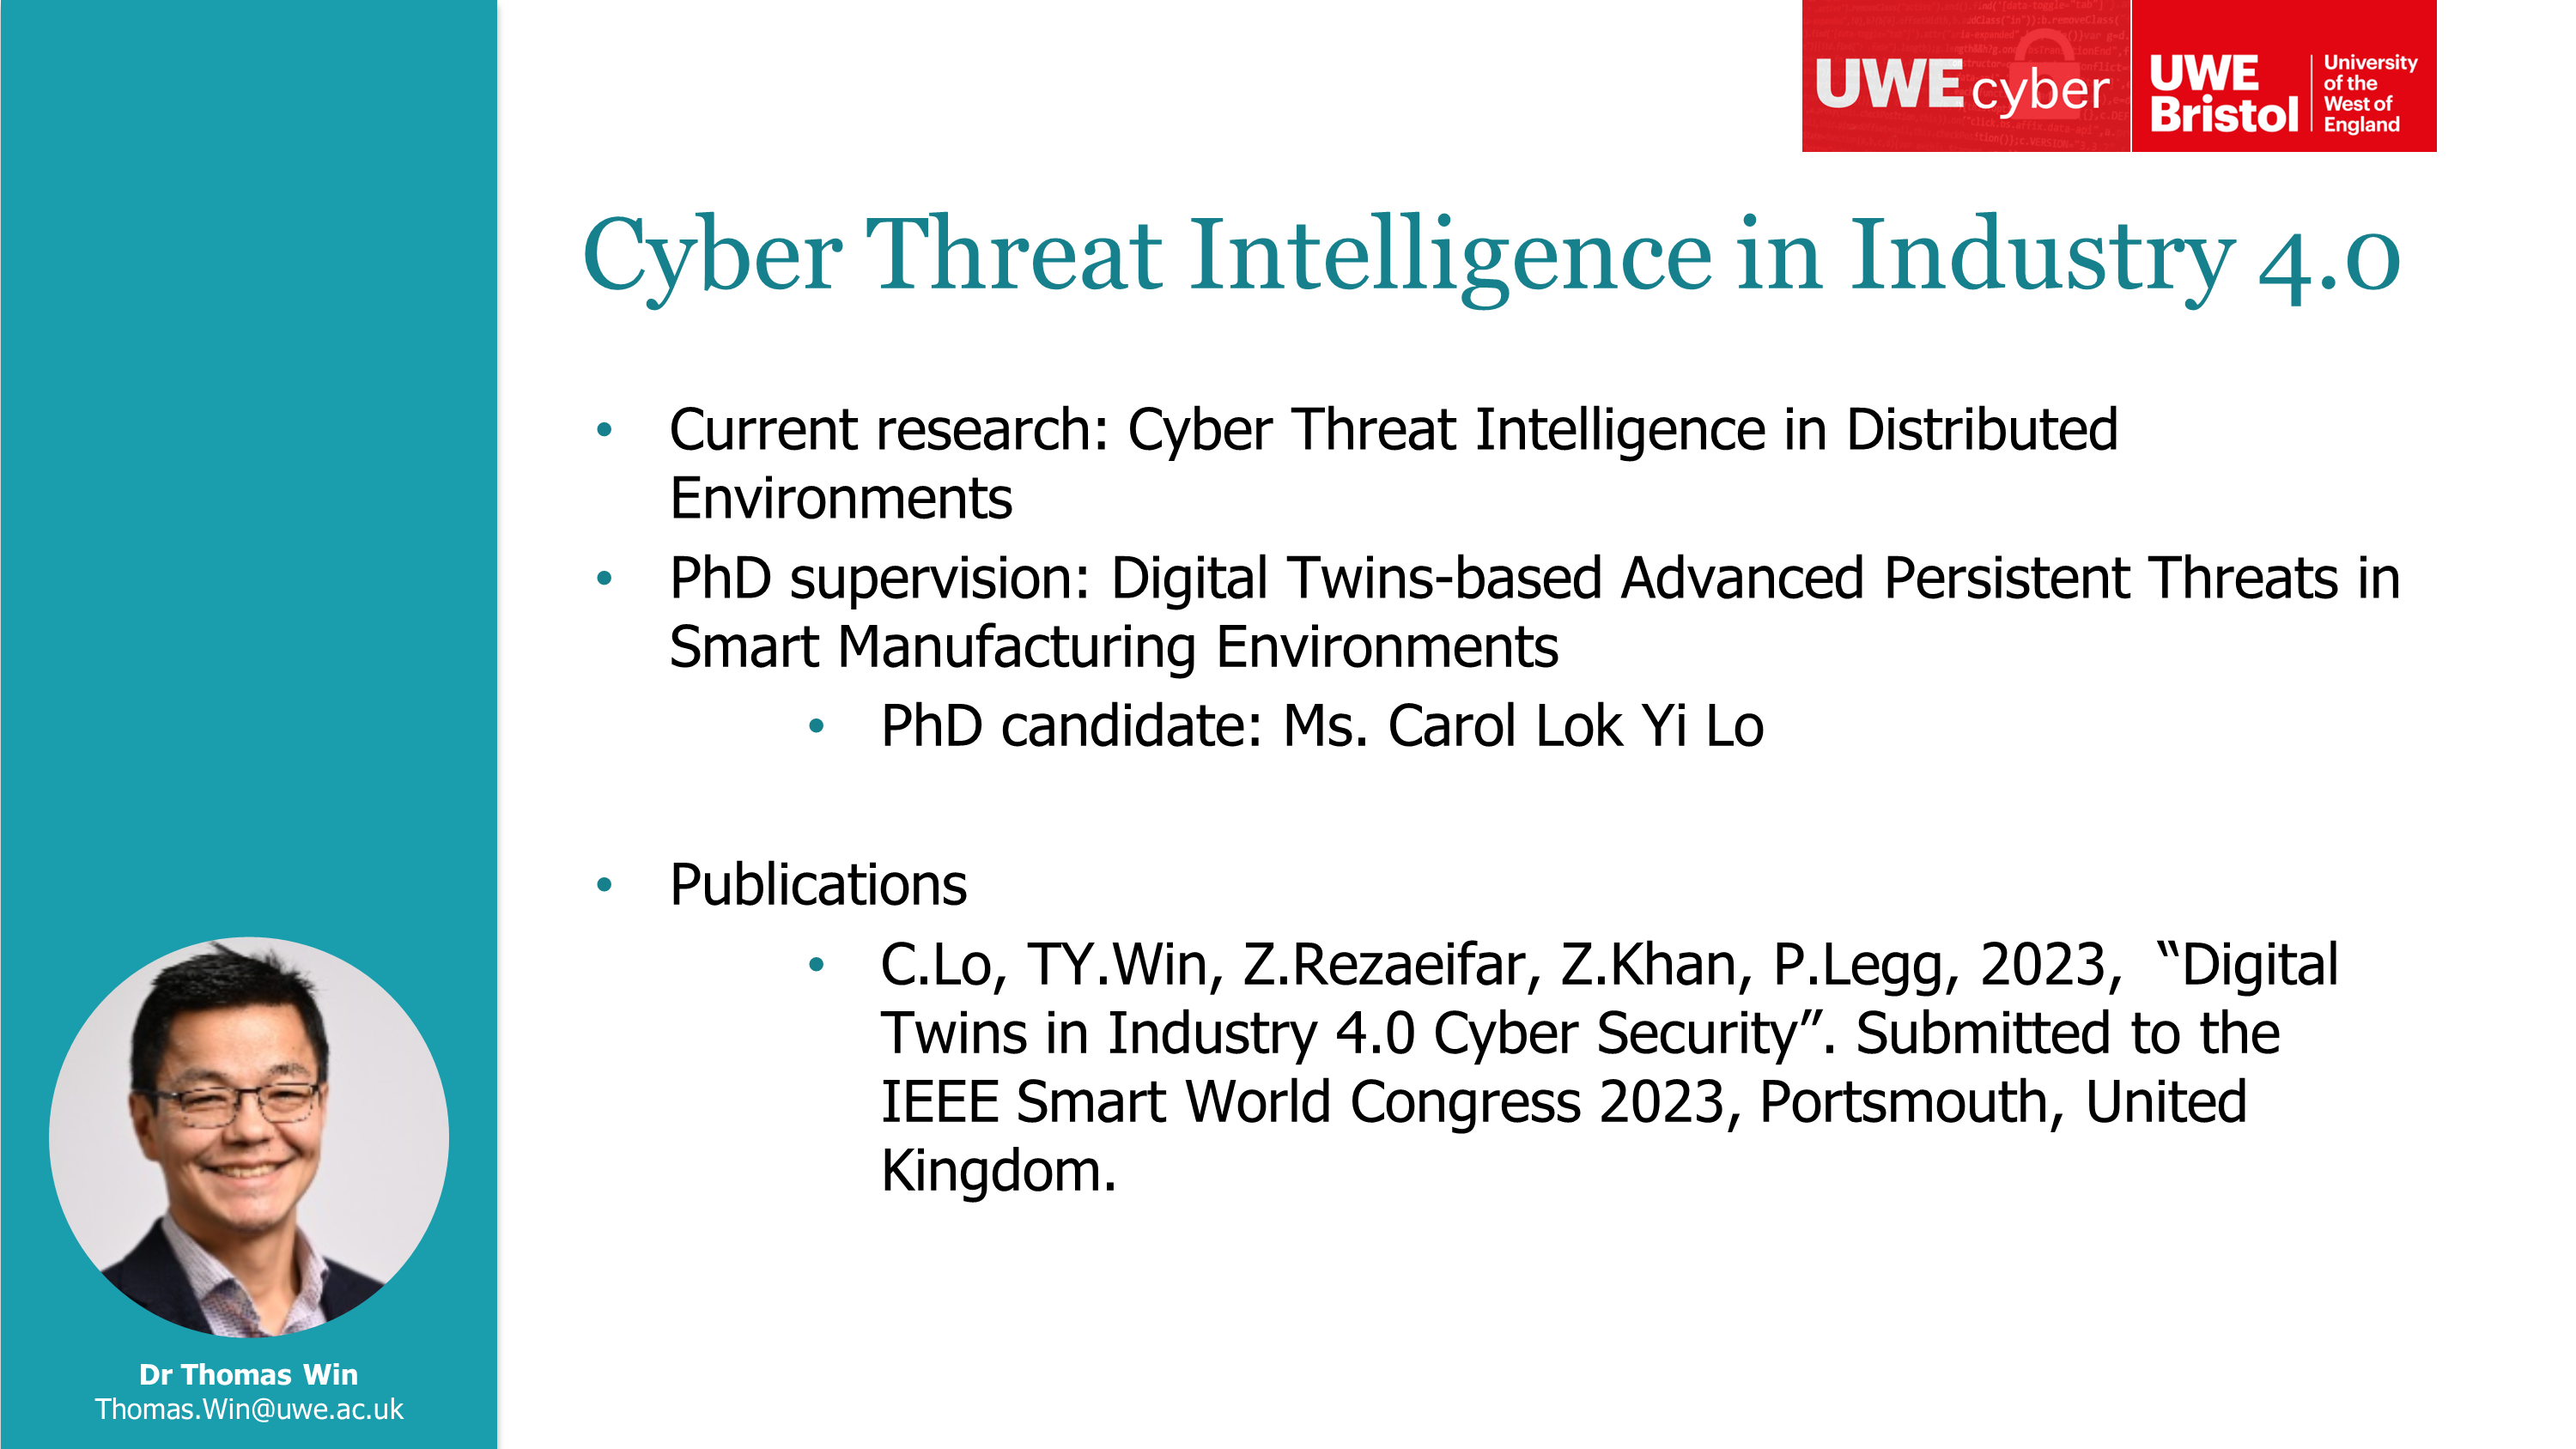 UWE cyber
UWE
Bristol
University
of the
West of
England
Cyber Threat Intelligence in Industry 4.0
• Current research: Cyber Threat Intelligence in Distributed
Environments
• PhD supervision: Digital Twins-based Advanced Persistent Threats in
Smart Manufacturing Environments
• PhD candidate: Ms. Carol Lok Yi Lo
• Publications
• C.Lo, TY.Win, Z.Rezaeifar, Z.Khan, P.Legg, 2023,  “Digital
Twins in Industry 4.0 Cyber Security”. Submitted to the
IEEE Smart World Congress 2023, Portsmouth, United
Kingdom.
Dr Thomas Win
Thomas.Win@uwe.ac.uk